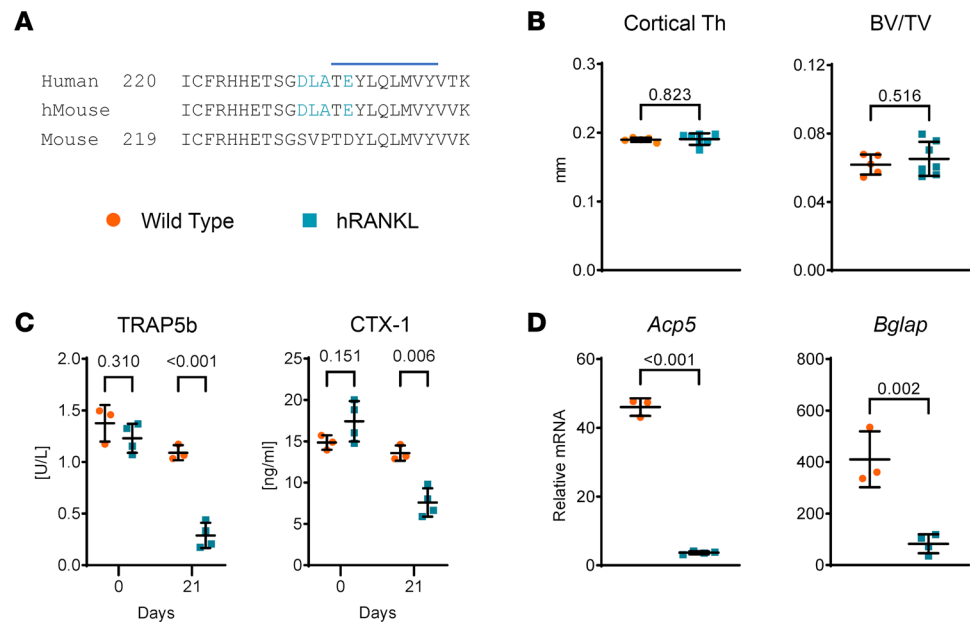 A
Human 220 ICFRHHETSGDLATEYLQLMVYVTK
hMouse ICFRHHETSGDLATEYLQLMVYVVK
Mouse 219 ICFRHHETSGSVPTDYLQLMVYVVK
Wild Type hRANKL
B
Cortical Th
0.823
mm
0.3
0.2
0.1
0.0
BV/TV
0.516
0.12
0.08
0.04
0.00
C
TRAP5b
0.310 <0.001
[U/L]
2.0
1.5
1.0
0.5
0.0
0 21
Days
CTX-1
0.151 0.006
[ng/ml]
25
20
15
10
5
0
0 21
Days
D
Acp5
<0.001
Relative mRNA
60
40
20
0
Bglap
0.002
800
600
400
200
0